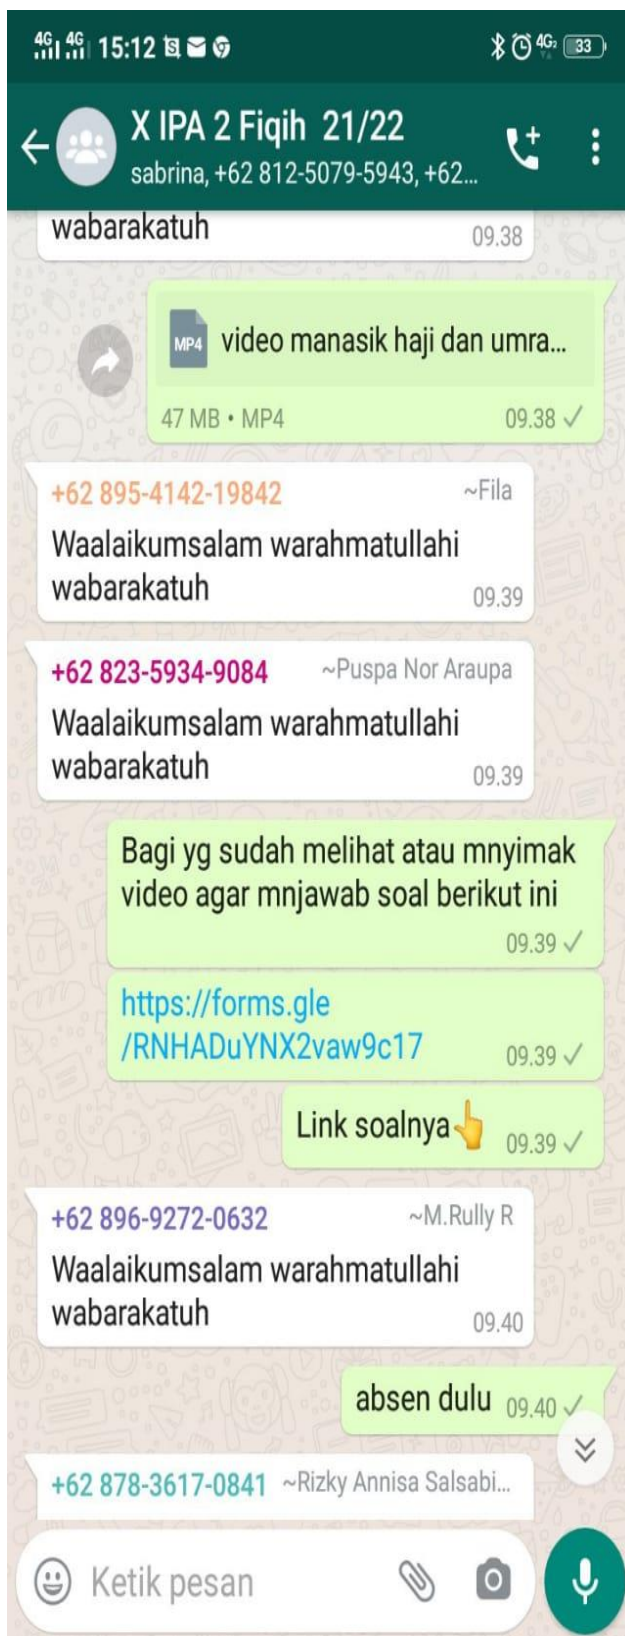 4G 4G 15:12
4G2 33
X IPA 2 Fiqih 21/22
sabrina, +62 812-5079-5943, +62...
wabarakatuh
09.38
MP4 video manasik haji dan umra...
47 MB • MP4 09.38
+62 895-4142-19842 ~Fila
Waalaikumsalam warahmatullahi
wabarakatuh
09.39
+62 823-5934-9084 ~Puspa Nor Araupa
Waalaikumsalam warahmatullahi
wabarakatuh
09.39
Bagi yg sudah melihat atau mnyimak
video agar mnjawab soal berikut ini
09.39
https://forms.gle
/RNHADuYNX2vaw9c17 09.39
Link soalnya👆 09.39
+62 896-9272-0632 ~M.Rully R
Waalaikumsalam warahmatullahi
wabarakatuh
09.40
absen dulu 09.40
+62 878-3617-0841 ~Rizky Annisa Salsabi...
Ketik pesan